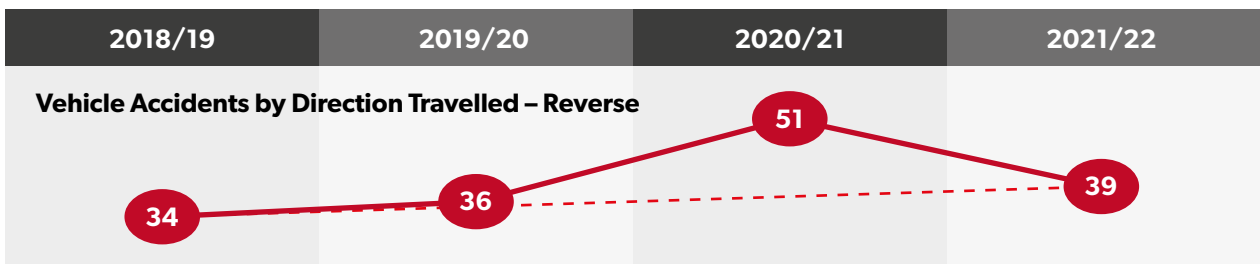 2018/19 2019/20 2020/21 2021/22
Vehicle Accidents by Direction Travelled – Reverse
51
39
36
34